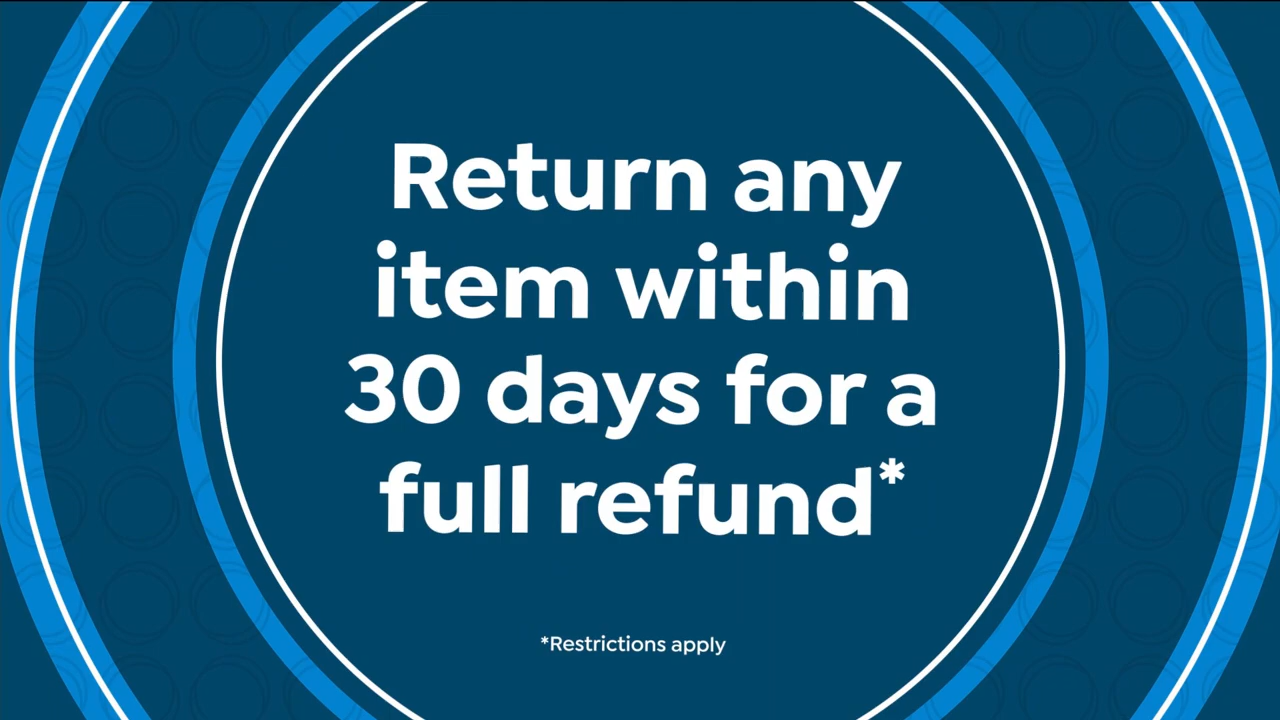 Return any
item within
30 days for a
full refund*
*Restrictions apply